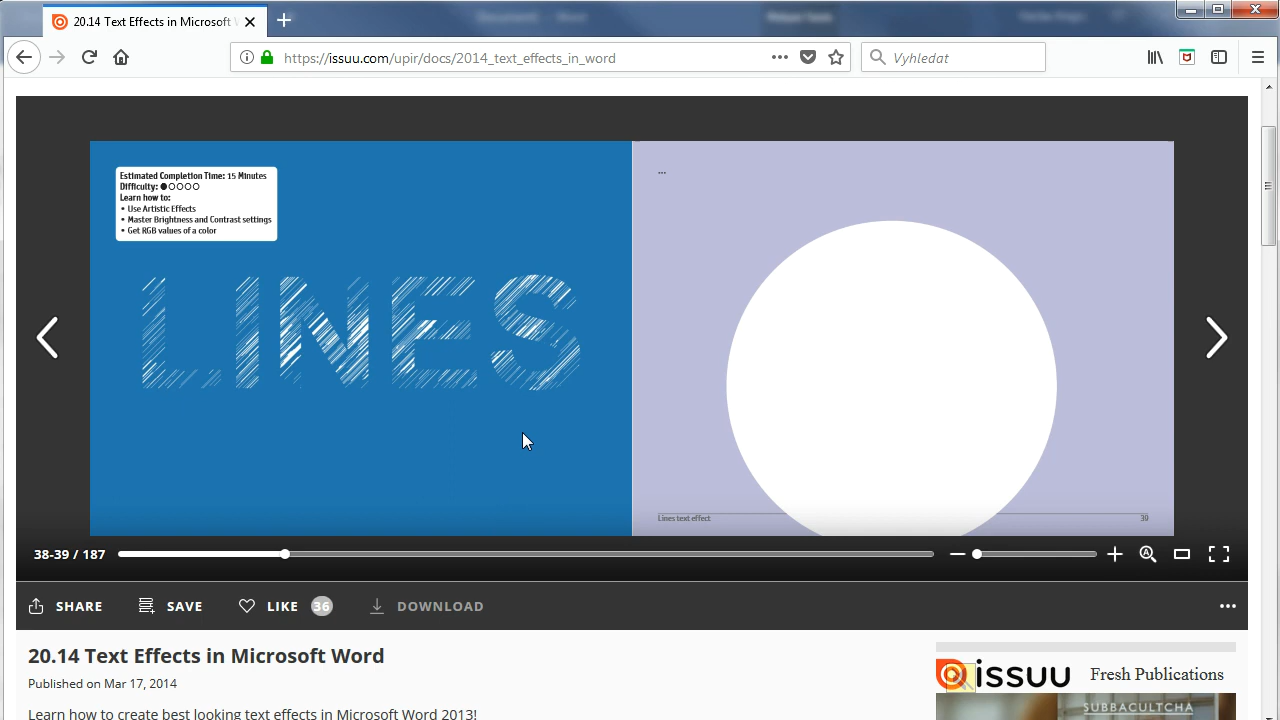 20.14 Text Effects in Microsoft W
https://issuu.com/upir/docs/2014_text_effects_in_word
Vyhledat
Estimated Completion Time: 15 Minutes
Difficulty:
Learn how to:
• Use Artistic Effects
• Master Brightness and Contrast settings
• Get RGB values of a color
LINES
...
Lines text effect 39
38-39 / 187
SHARE SAVE LIKE 36 DOWNLOAD
20.14 Text Effects in Microsoft Word
Published on Mar 17, 2014
Learn how to create best looking text effects in Microsoft Word 2013!
issuu Fresh Publications
SUBBACULTCHA